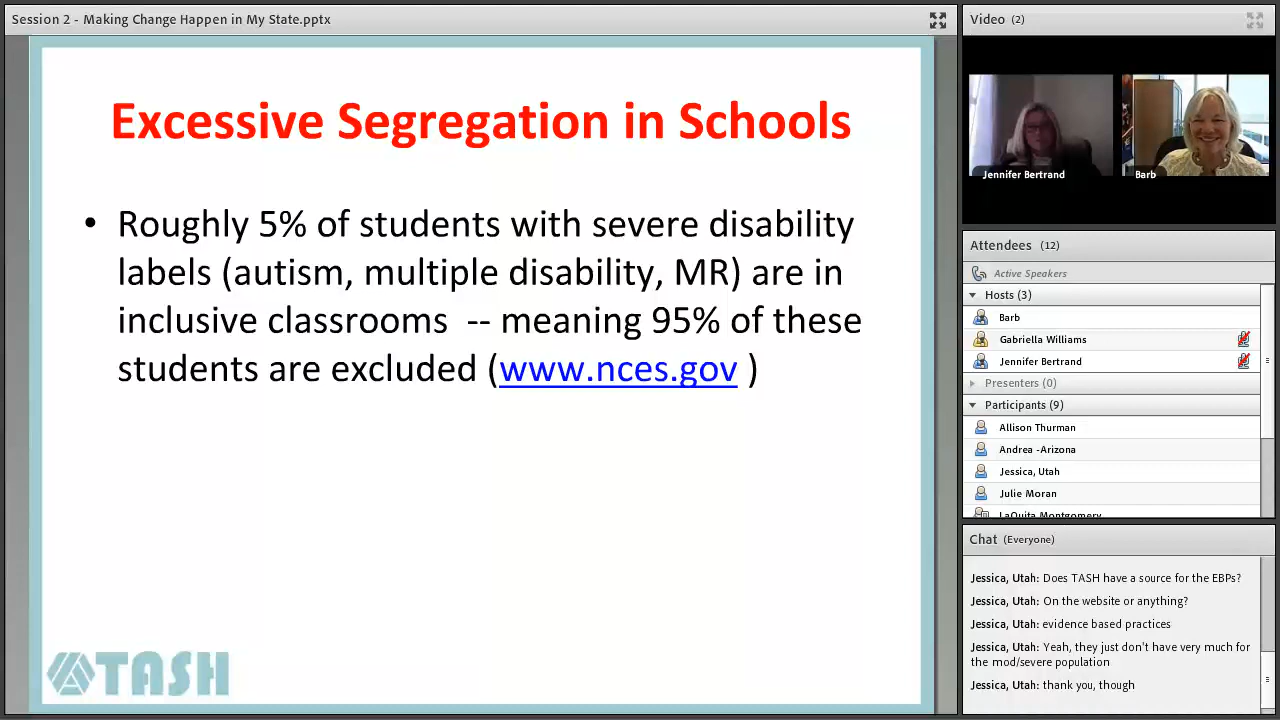 Session 2 - Making Change Happen in My State.pptx
Excessive Segregation in Schools
• Roughly 5% of students with severe disability
labels (autism, multiple disability, MR) are in
inclusive classrooms -- meaning 95% of these
students are excluded (www.nces.gov )
TASH
Video (2)
Jennifer Bertrand
Barb
Attendees (12)
Active Speakers
Hosts (3)
Barb
Gabriella Williams
Jennifer Bertrand
Presenters (0)
Participants (9)
Allison Thurman
Andrea -Arizona
Jessica, Utah
Julie Moran
LaQuita Montgomery
Chat (Everyone)
Jessica, Utah: Does TASH have a source for the EBPs?
Jessica, Utah: On the website or anything?
Jessica, Utah: evidence based practices
Jessica, Utah: Yeah, they just don't have very much for
the mod/severe population
Jessica, Utah: thank you, though